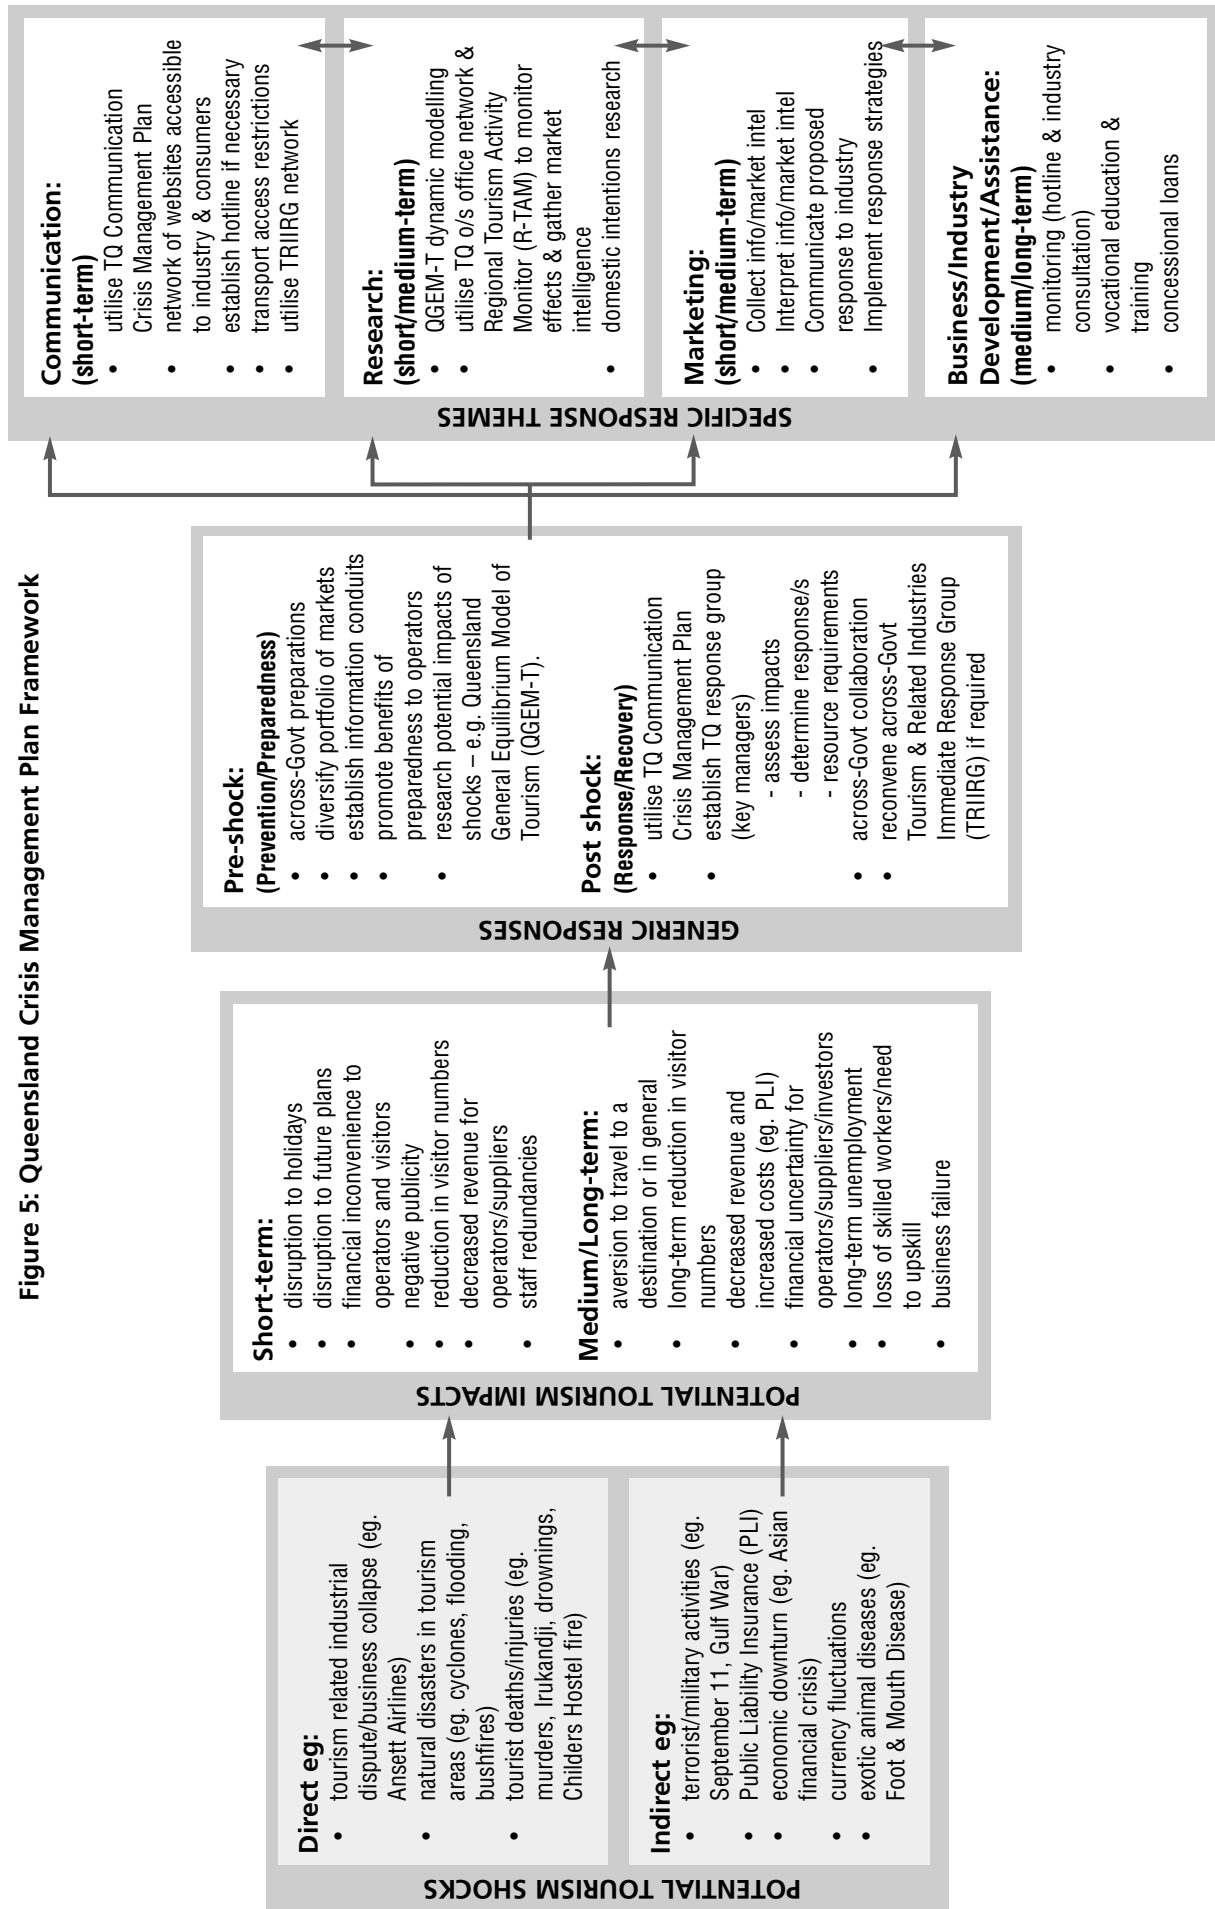 Figure 5: Queensland Crisis Management Plan Framework
POTENTIAL TOURISM SHOCKS
Direct eg:
• tourism related industrial
dispute/business collapse (eg.
Ansett Airlines)
• natural disasters in tourism
areas (eg. cyclones, flooding,
bushfires)
• tourist deaths/injuries (eg.
murders, Irukandji, drownings,
Childers Hostel fire)
Indirect eg:
• terrorist/military activities (eg.
September 11, Gulf War)
• Public Liability Insurance (PLI)
• economic downturn (eg. Asian
financial crisis)
• currency fluctuations
• exotic animal diseases (eg.
Foot & Mouth Disease)
POTENTIAL TOURISM IMPACTS
Short-term:
• disruption to holidays
• disruption to future plans
• financial inconvenience to
operators and visitors
• negative publicity
• reduction in visitor numbers
• decreased revenue for
operators/suppliers
• staff redundancies
Medium/Long-term:
• aversion to travel to a
destination or in general
• long-term reduction in visitor
numbers
• decreased revenue and
increased costs (eg. PLI)
• financial uncertainty for
operators/suppliers/investors
• long-term unemployment
• loss of skilled workers/need
to upskill
• business failure
GENERIC RESPONSES
Pre-shock:
(Prevention/Preparedness)
• across-Govt preparations
• diversify portfolio of markets
• establish information conduits
• promote benefits of
preparedness to operators
• research potential impacts of
shocks – e.g. Queensland
General Equilibrium Model of
Tourism (QGEM-T).
Post shock:
(Response/Recovery)
• utilise TQ Communication
Crisis Management Plan
• establish TQ response group
(key managers)
- assess impacts
- determine response/s
- resource requirements
• across-Govt collaboration
• reconvene across-Govt
Tourism & Related Industries
Immediate Response Group
(TRIIRG) if required
SPECIFIC RESPONSE THEMES
Communication:
(short-term)
• utilise TQ Communication
Crisis Management Plan
• network of websites accessible
to industry & consumers
• establish hotline if necessary
• transport access restrictions
• utilise TRIIRG network
Research:
(short/medium-term)
• QGEM-T dynamic modelling
• utilise TQ o/s office network &
Regional Tourism Activity
Monitor (R-TAM) to monitor
effects & gather market
intelligence
• domestic intentions research
Marketing:
(short/medium-term)
• Collect info/market intel
• Interpret info/market intel
• Communicate proposed
response to industry
• Implement response strategies
Business/Industry
Development/Assistance:
(medium/long-term)
• monitoring (hotline & industry
consultation)
• vocational education &
training
• concessional loans